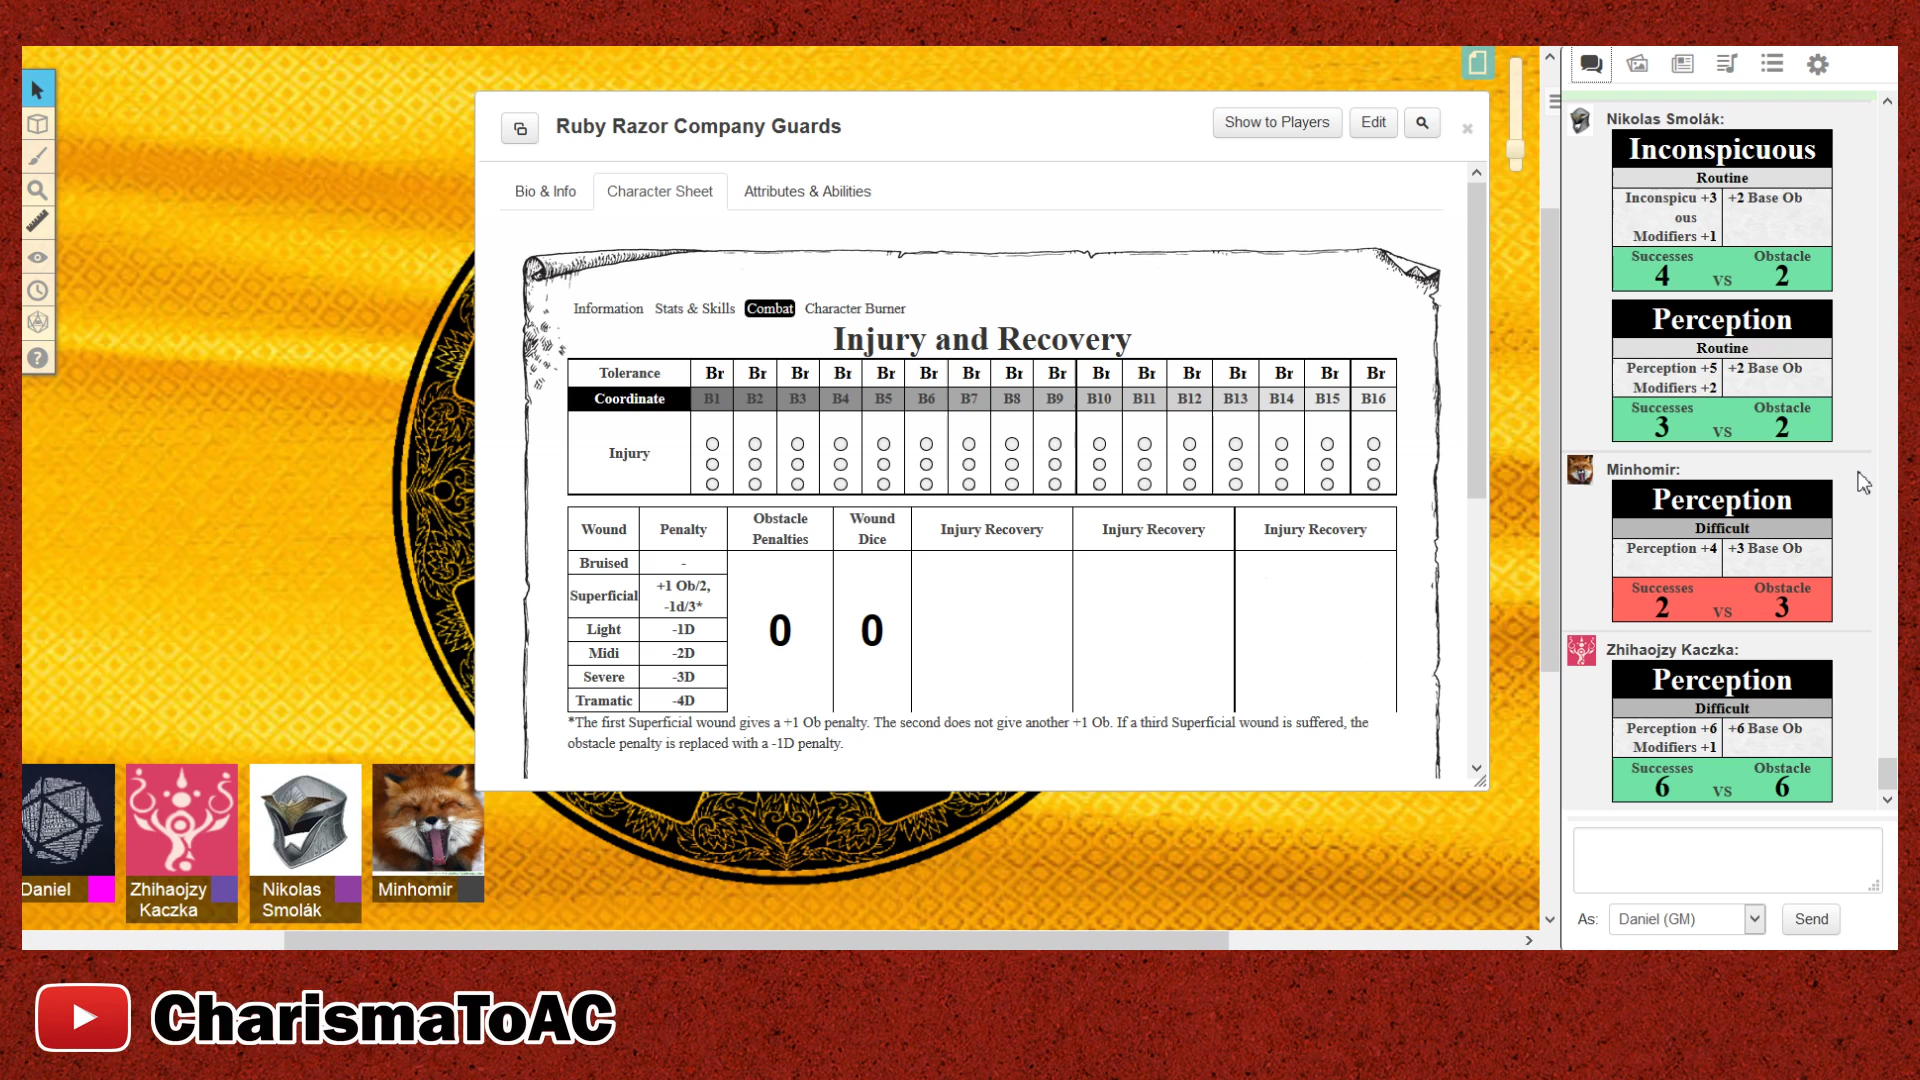 Ruby Razor Company Guards
Show to Players
Edit
Bio & Info
Character Sheet
Attributes & Abilities
Information Stats & Skills Combat Character Burner
Injury and Recovery
Tolerance Br Br Br Br Br Br Br Br Br Br Br Br Br Br Br Br
Coordinate B1 B2 B3 B4 B5 B6 B7 B8 B9 B10 B11 B12 B13 B14 B15 B16
Injury
Wound Penalty Obstacle Penalties Wound Dice Injury Recovery Injury Recovery Injury Recovery
Bruised -
Superficial +1 Ob/2, -1d/3*
Light -1D
Midi -2D
Severe -3D
Tramatic -4D
0 0
*The first Superficial wound gives a +1 Ob penalty. The second does not give another +1 Ob. If a third Superficial wound is suffered, the
obstacle penalty is replaced with a -1D penalty.
Daniel
Zhihaojzy
Kaczka
Nikolas
Smolák
Minhomir
Nikolas Smolák:
Inconspicuous
Routine
Inconspicu +3 +2 Base Ob
ous
Modifiers +1
Successes Obstacle
4 VS 2
Perception
Routine
Perception +5 +2 Base Ob
Modifiers +2
Successes Obstacle
3 VS 2
Minhomir:
Perception
Difficult
Perception +4 +3 Base Ob
Successes Obstacle
2 VS 3
Zhihaojzy Kaczka:
Perception
Difficult
Perception +6 +6 Base Ob
Modifiers +1
Successes Obstacle
6 VS 6
As: Daniel (GM) Send
CharismaToAC